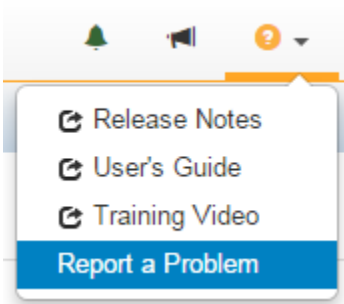 Release Notes
User's Guide
Training Video
Report a Problem